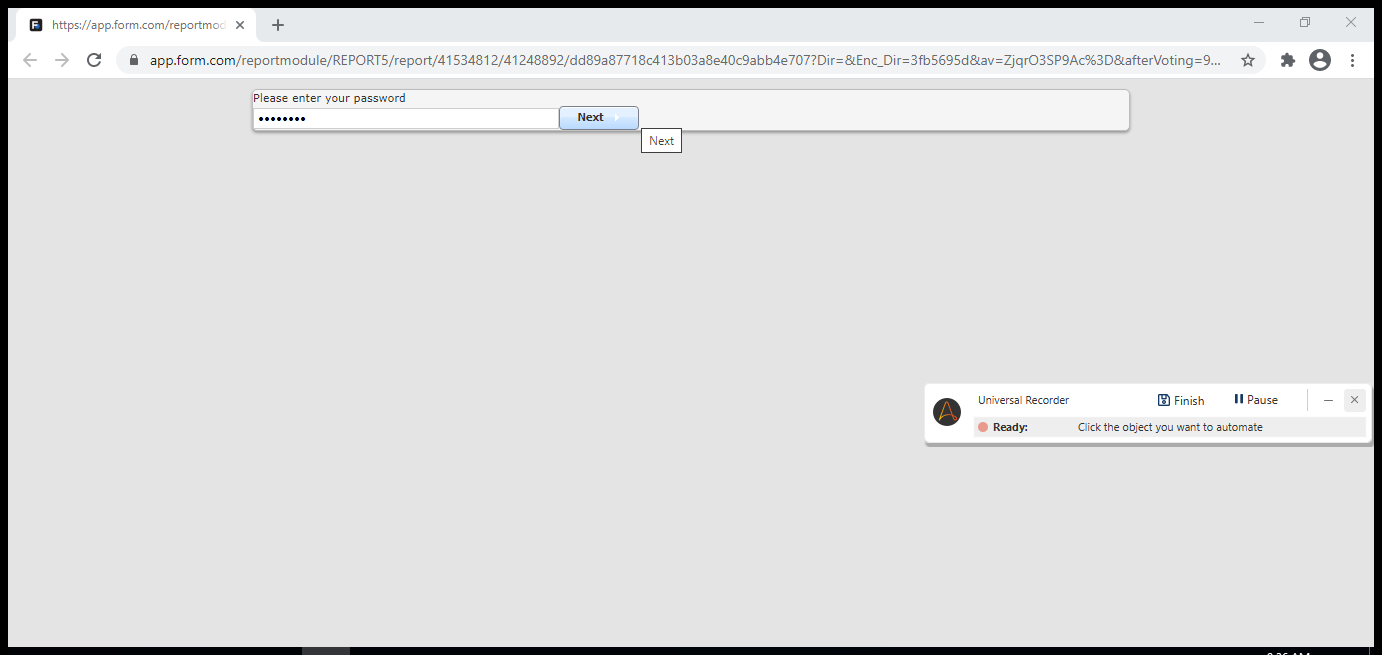 https://app.form.com/reportmod
app.form.com/reportmodule/REPORT5/report/41534812/41248892/dd89a87718c413b03a8e40c9abb4e707?Dir=&Enc_Dir=3fb5695d&av=ZjqrO3SP9Ac%3D&afterVoting=9...
Please enter your password
Next
Next
Universal Recorder
Finish
Pause
Ready:
Click the object you want to automate